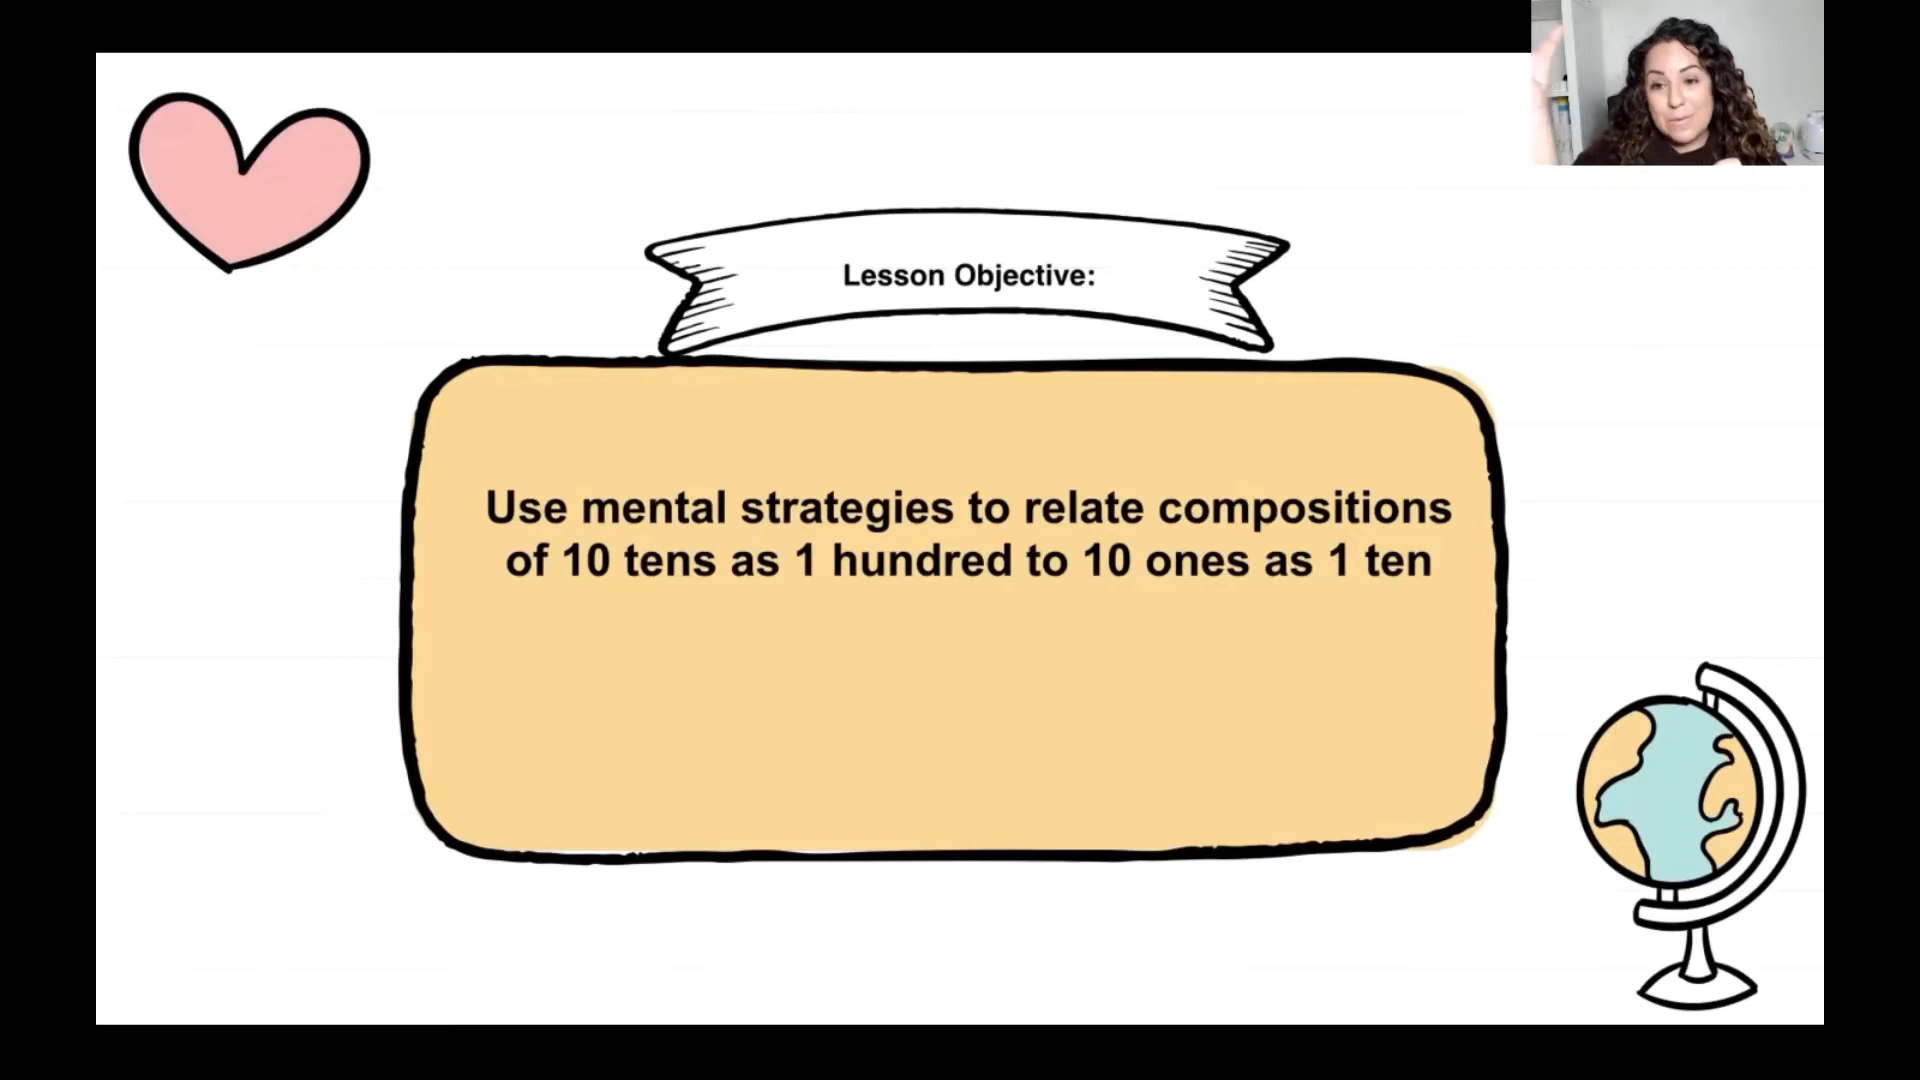 Lesson Objective:
Use mental strategies to relate compositions
of 10 tens as 1 hundred to 10 ones as 1 ten